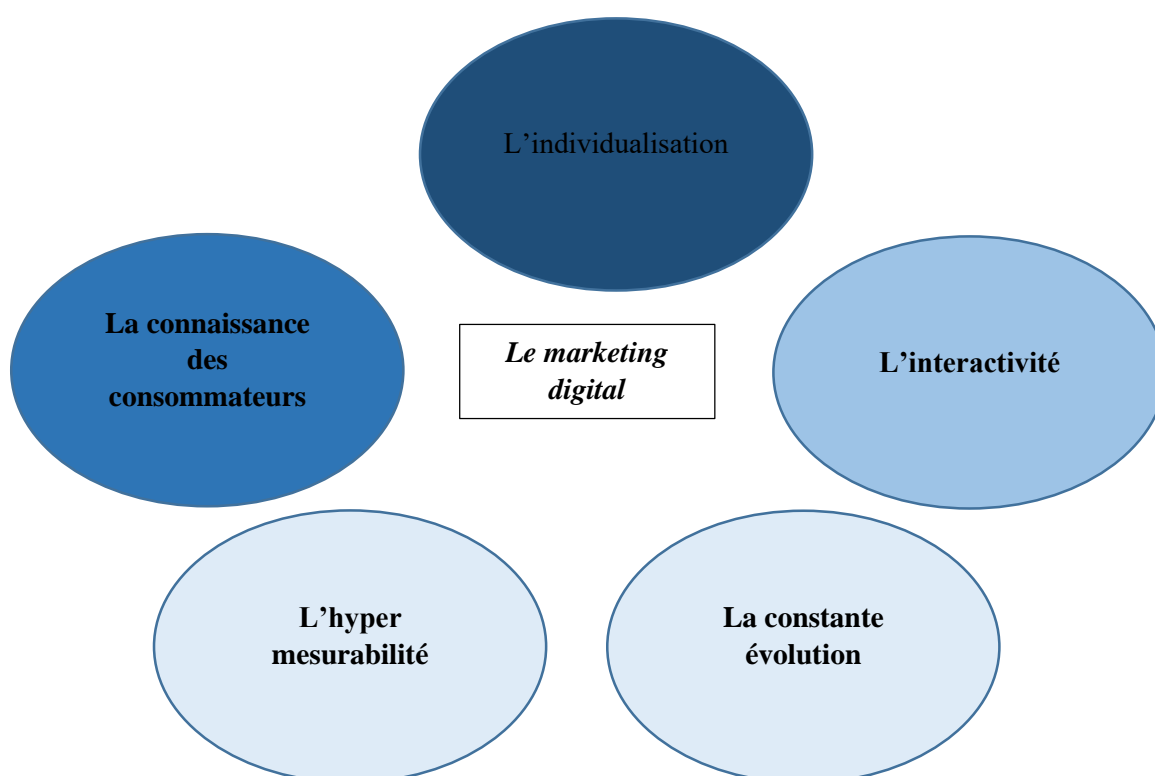 L’individualisation
La connaissance
des
consommateurs
Le marketing
digital
L’interactivité
L’hyper
mesurabilité
La constante
évolution